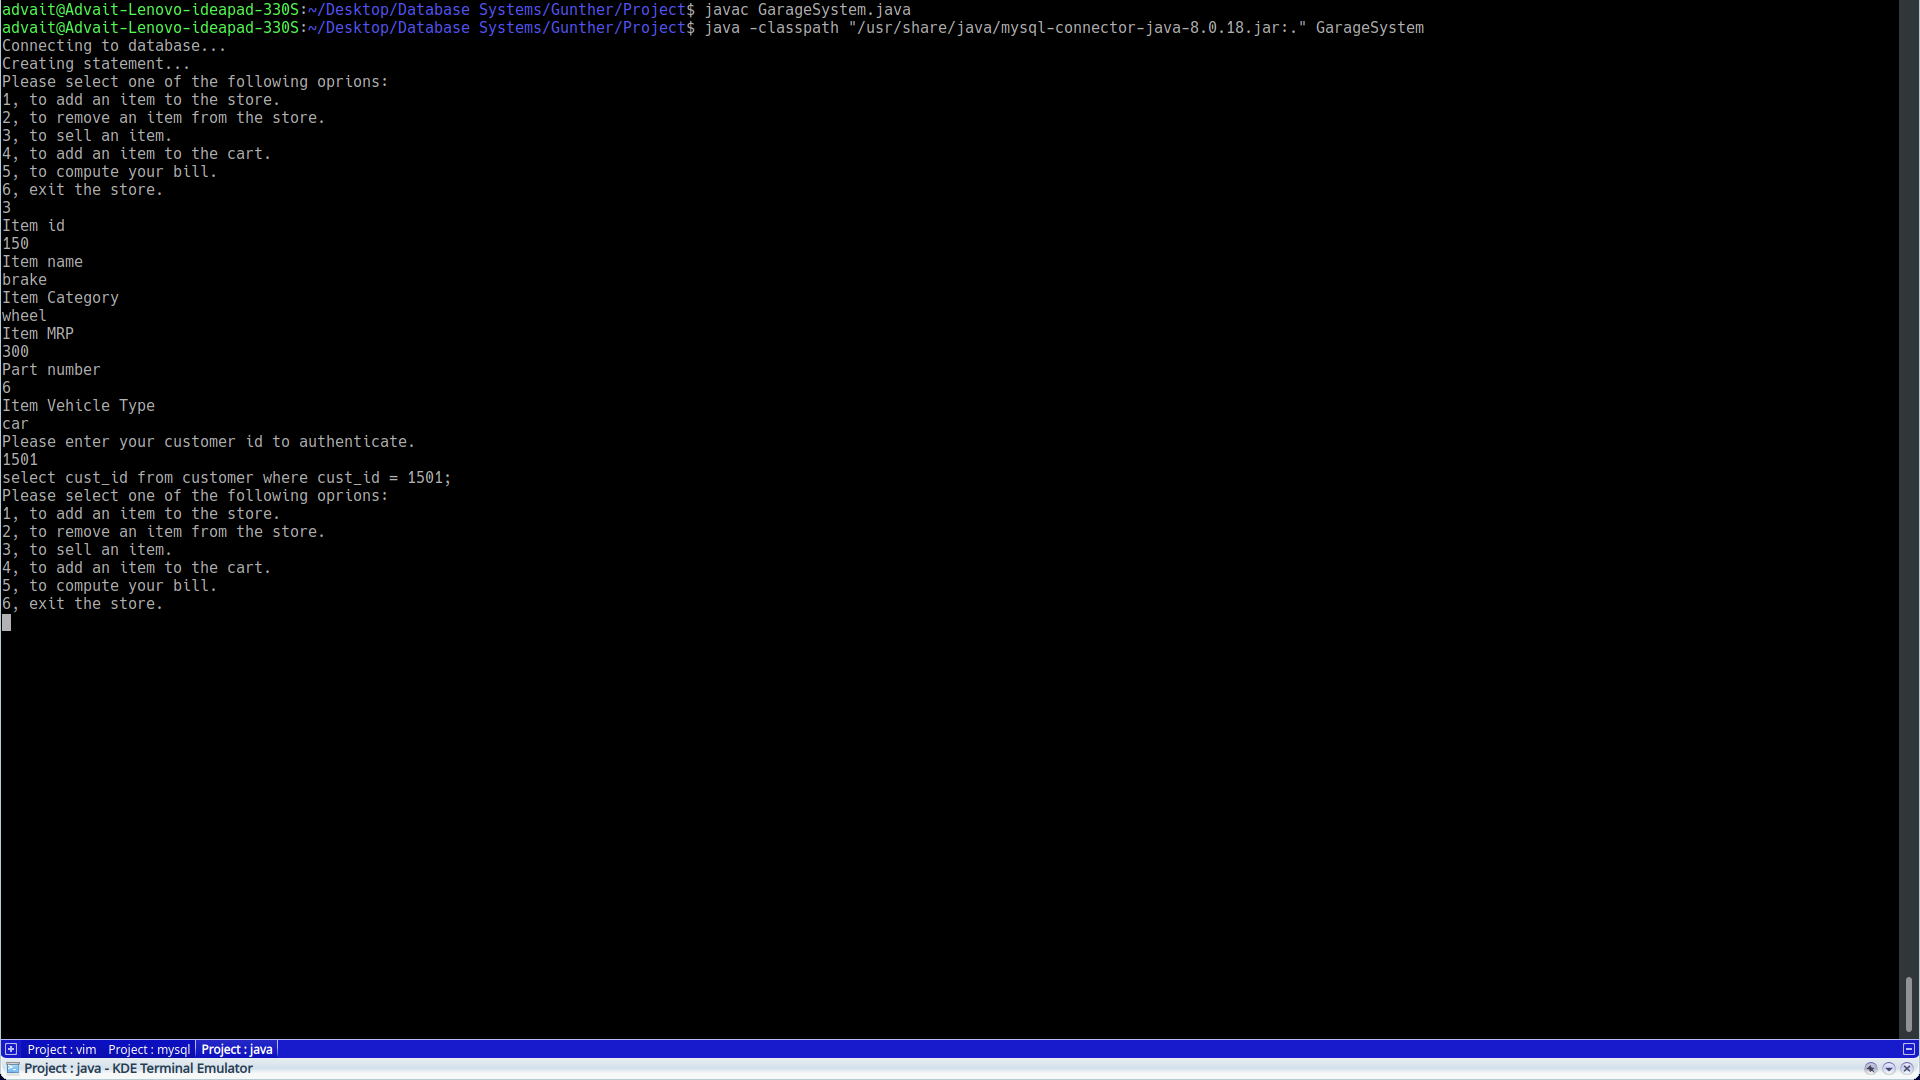 advait@Advait-Lenovo-ideapad-330S:~/Desktop/Database Systems/Gunther/Project$ javac GarageSystem.java
advait@Advait-Lenovo-ideapad-330S:~/Desktop/Database Systems/Gunther/Project$ java -classpath "/usr/share/java/mysql-connector-java-8.0.18.jar:." GarageSystem
Connecting to database...
Creating statement...
Please select one of the following oprions:
1, to add an item to the store.
2, to remove an item from the store.
3, to sell an item.
4, to add an item to the cart.
5, to compute your bill.
6, exit the store.
3
Item id
150
Item name
brake
Item Category
wheel
Item MRP
300
Part number
6
Item Vehicle Type
car
Please enter your customer id to authenticate.
1501
select cust_id from customer where cust_id = 1501;
Please select one of the following oprions:
1, to add an item to the store.
2, to remove an item from the store.
3, to sell an item.
4, to add an item to the cart.
5, to compute your bill.
6, exit the store.
Project : vim Project : mysql Project : java
Project : java - KDE Terminal Emulator